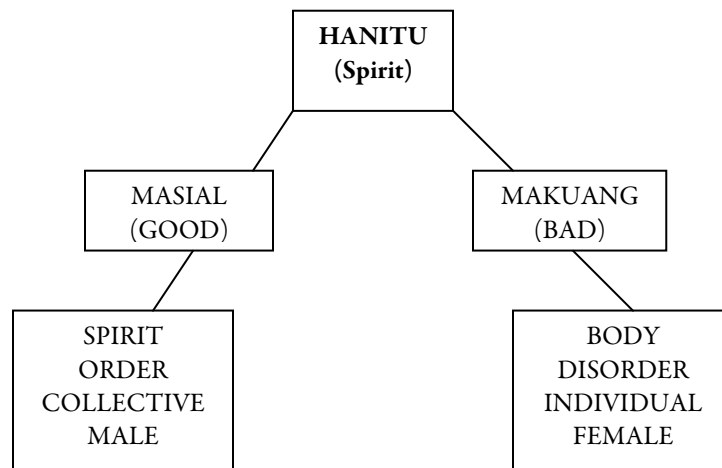 HANITU
(Spirit)
MASIAL
(GOOD)
MAKUANG
(BAD)
SPIRIT
ORDER
COLLECTIVE
MALE
BODY
DISORDER
INDIVIDUAL
FEMALE